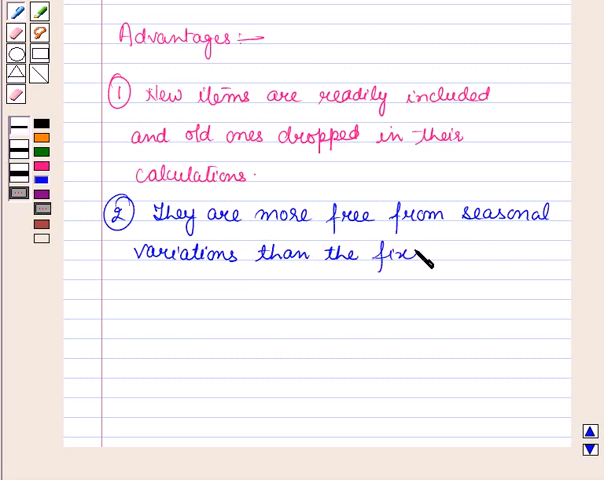 Advantages :-
① New items are readily included
and old ones dropped in their
calculations.
② They are more free from seasonal
variations than the fix